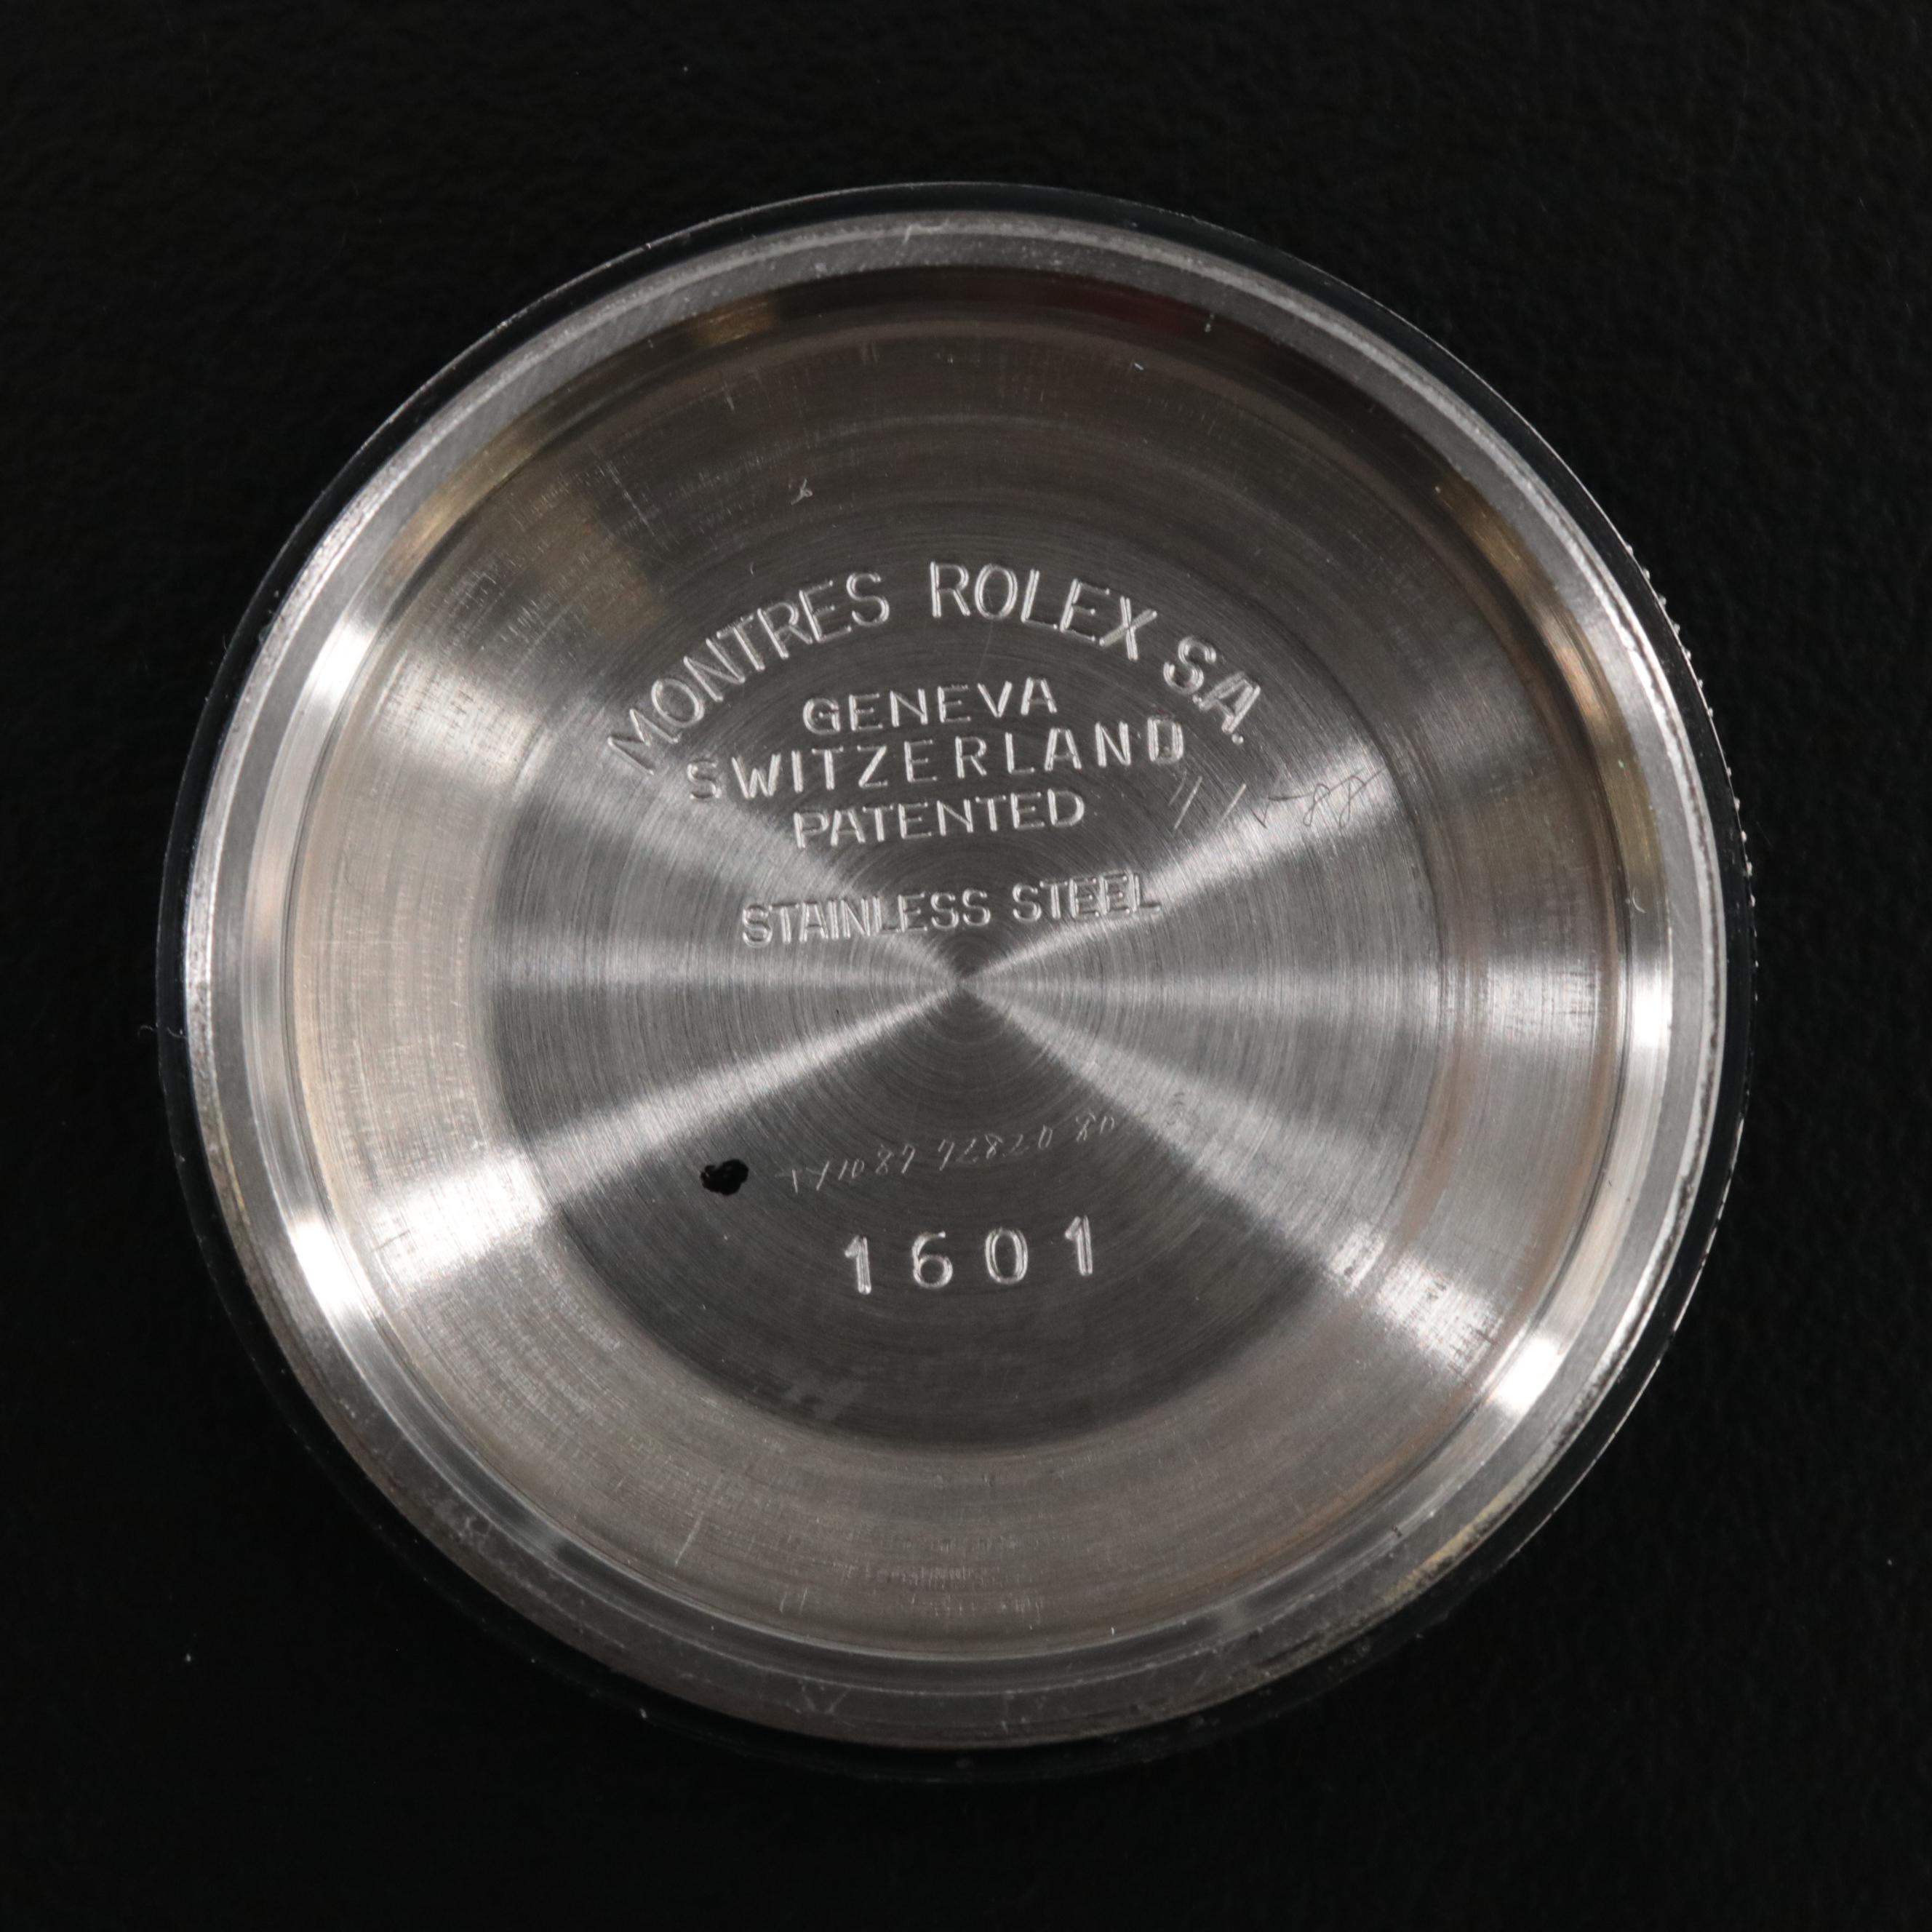 MONTRES ROLEX S.A.
GENEVA
SWITZERLAND
PATENTED
STAINLESS STEEL
1601